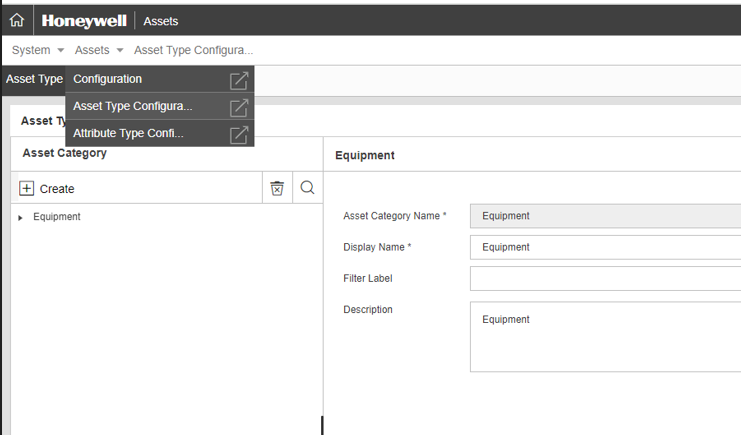 Honeywell Assets
System Assets Asset Type Configura...
Asset Type
Configuration
Asset Type Configura...
Attribute Type Confi...
Asset Ty
Asset Category
Equipment
Create
Equipment
Asset Category Name * Equipment
Display Name * Equipment
Filter Label
Description Equipment